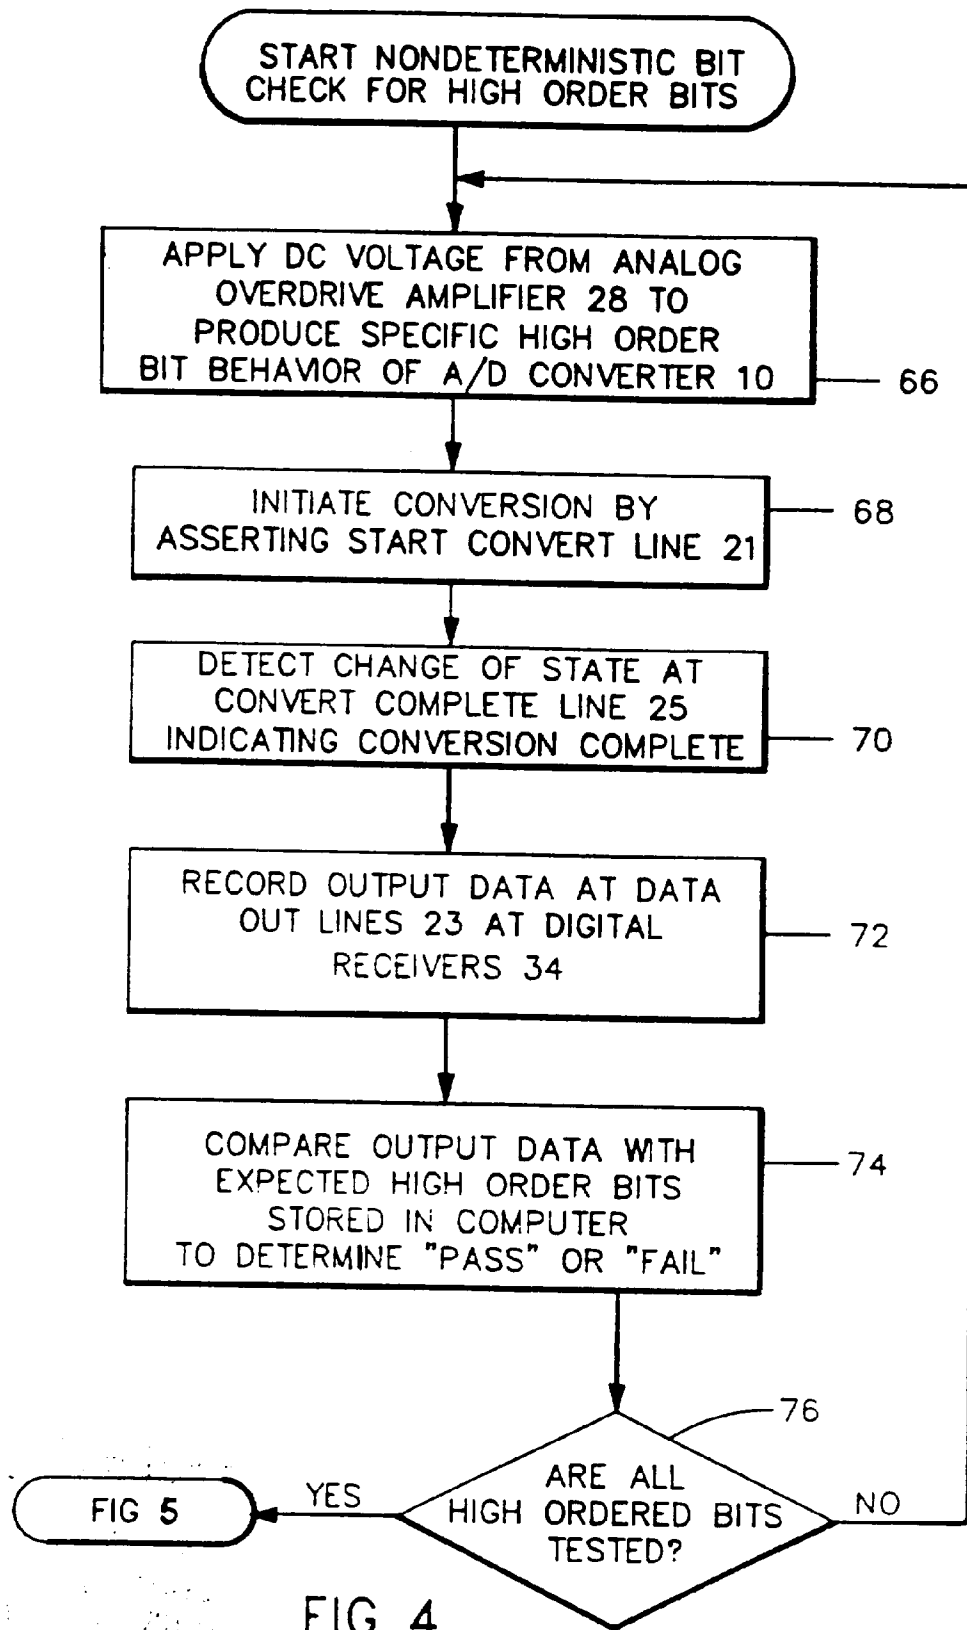 START NONDETERMINISTIC BIT
CHECK FOR HIGH ORDER BITS
APPLY DC VOLTAGE FROM ANALOG
OVERDRIVE AMPLIFIER 28 TO
PRODUCE SPECIFIC HIGH ORDER
BIT BEHAVIOR OF A/D CONVERTER 10
66
INITIATE CONVERSION BY
ASSERTING START CONVERT LINE 21
68
DETECT CHANGE OF STATE AT
CONVERT COMPLETE LINE 25
INDICATING CONVERSION COMPLETE
70
RECORD OUTPUT DATA AT DATA
OUT LINES 23 AT DIGITAL
RECEIVERS 34
72
COMPARE OUTPUT DATA WITH
EXPECTED HIGH ORDER BITS
STORED IN COMPUTER
TO DETERMINE "PASS" OR "FAIL"
74
76
ARE ALL
HIGH ORDERED BITS
TESTED?
YES
NO
FIG 5
FIG 4